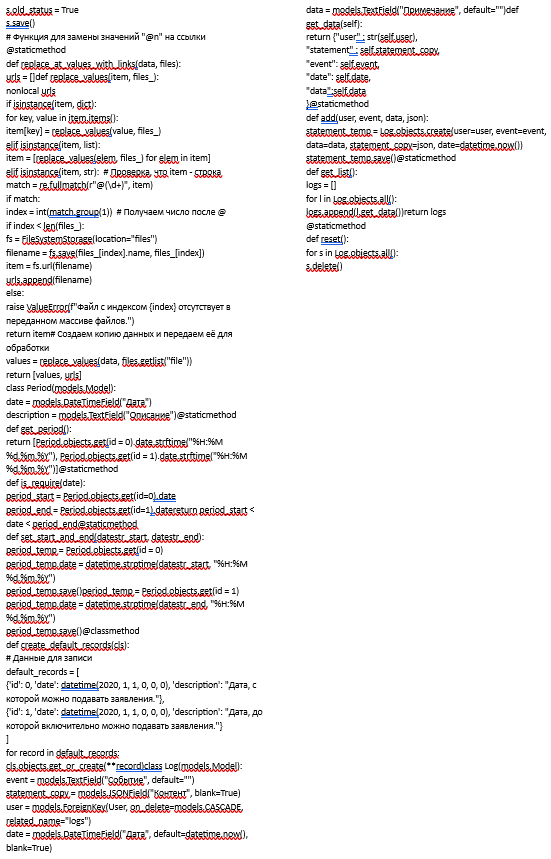 s.old_status = True
s.save()
# Функция для замены значений "@n" на ссылки
@staticmethod
def replace_at_values_with_links(data, files):
urls = []def replace_values(item, files_):
nonlocal urls
if isinstance(item, dict):
for key, value in item.items():
item[key] = replace_values(value, files_)
elif isinstance(item, list):
item = [replace_values(elem, files_) for elem in item]
elif isinstance(item, str):  # Проверка, что item - строка
match = re.fullmatch(r"@(\d+)", item)
if match:
index = int(match.group(1))  # Получаем число после @
if index < len(files_):
fs = FileSystemStorage(location="files")
filename = fs.save(files_[index].name, files_[index])
item = fs.url(filename)
urls.append(filename)
else:
raise ValueError(f"Файл с индексом {index} отсутствует в
переданном массиве файлов.")
return item# Создаем копию данных и передаем её для
обработки
values = replace_values(data, files.getlist("file"))
return [values, urls]
class Period(models.Model):
date = models.DateTimeField("Дата")
description = models.TextField("Описание")@staticmethod
def get_period():
return [Period.objects.get(id = 0).date.strftime("%H:%M
%d.%m.%Y"), Period.objects.get(id = 1).date.strftime("%H:%M
%d.%m.%Y")]@staticmethod
def is_require(date):
period_start = Period.objects.get(id=0).date
period_end = Period.objects.get(id=1).datereturn period_start <
date < period_end@staticmethod
def set_start_and_end(datestr_start, datestr_end):
period_temp = Period.objects.get(id = 0)
period_temp.date = datetime.strptime(datestr_start, "%H:%M
%d.%m.%Y")
period_temp.save()period_temp = Period.objects.get(id = 1)
period_temp.date = datetime.strptime(datestr_end, "%H:%M
%d.%m.%Y")
period_temp.save()@classmethod
def create_default_records(cls):
# Данные для записи
default_records = [
{'id': 0, 'date': datetime(2020, 1, 1, 0, 0, 0), 'description': "Дата, с
которой можно подавать заявления."},
{'id': 1, 'date': datetime(2020, 1, 1, 0, 0, 0), 'description': "Дата, до
которой включительно можно подавать заявления."}
]
for record in default_records:
cls.objects.get_or_create(**record)class Log(models.Model):
event = models.TextField("Событие", default="")
statement_copy = models.JSONField("Контент", blank=True)
user = models.ForeignKey(User, on_delete=models.CASCADE,
related_name="logs")
date = models.DateTimeField("Дата", default=datetime.now(),
blank=True)
data = models.TextField("Примечание", default="")def
get_data(self):
return {"user" : str(self.user),
"statement" : self.statement_copy,
"event": self.event,
"date": self.date,
"data":self.data
}@staticmethod
def add(user, event, data, json):
statement_temp = Log.objects.create(user=user, event=event,
data=data, statement_copy=json, date=datetime.now())
statement_temp.save()@staticmethod
def get_list():
logs = []
for l in Log.objects.all():
logs.append(l.get_data())return logs
@staticmethod
def reset():
for s in Log.objects.all():
s.delete()